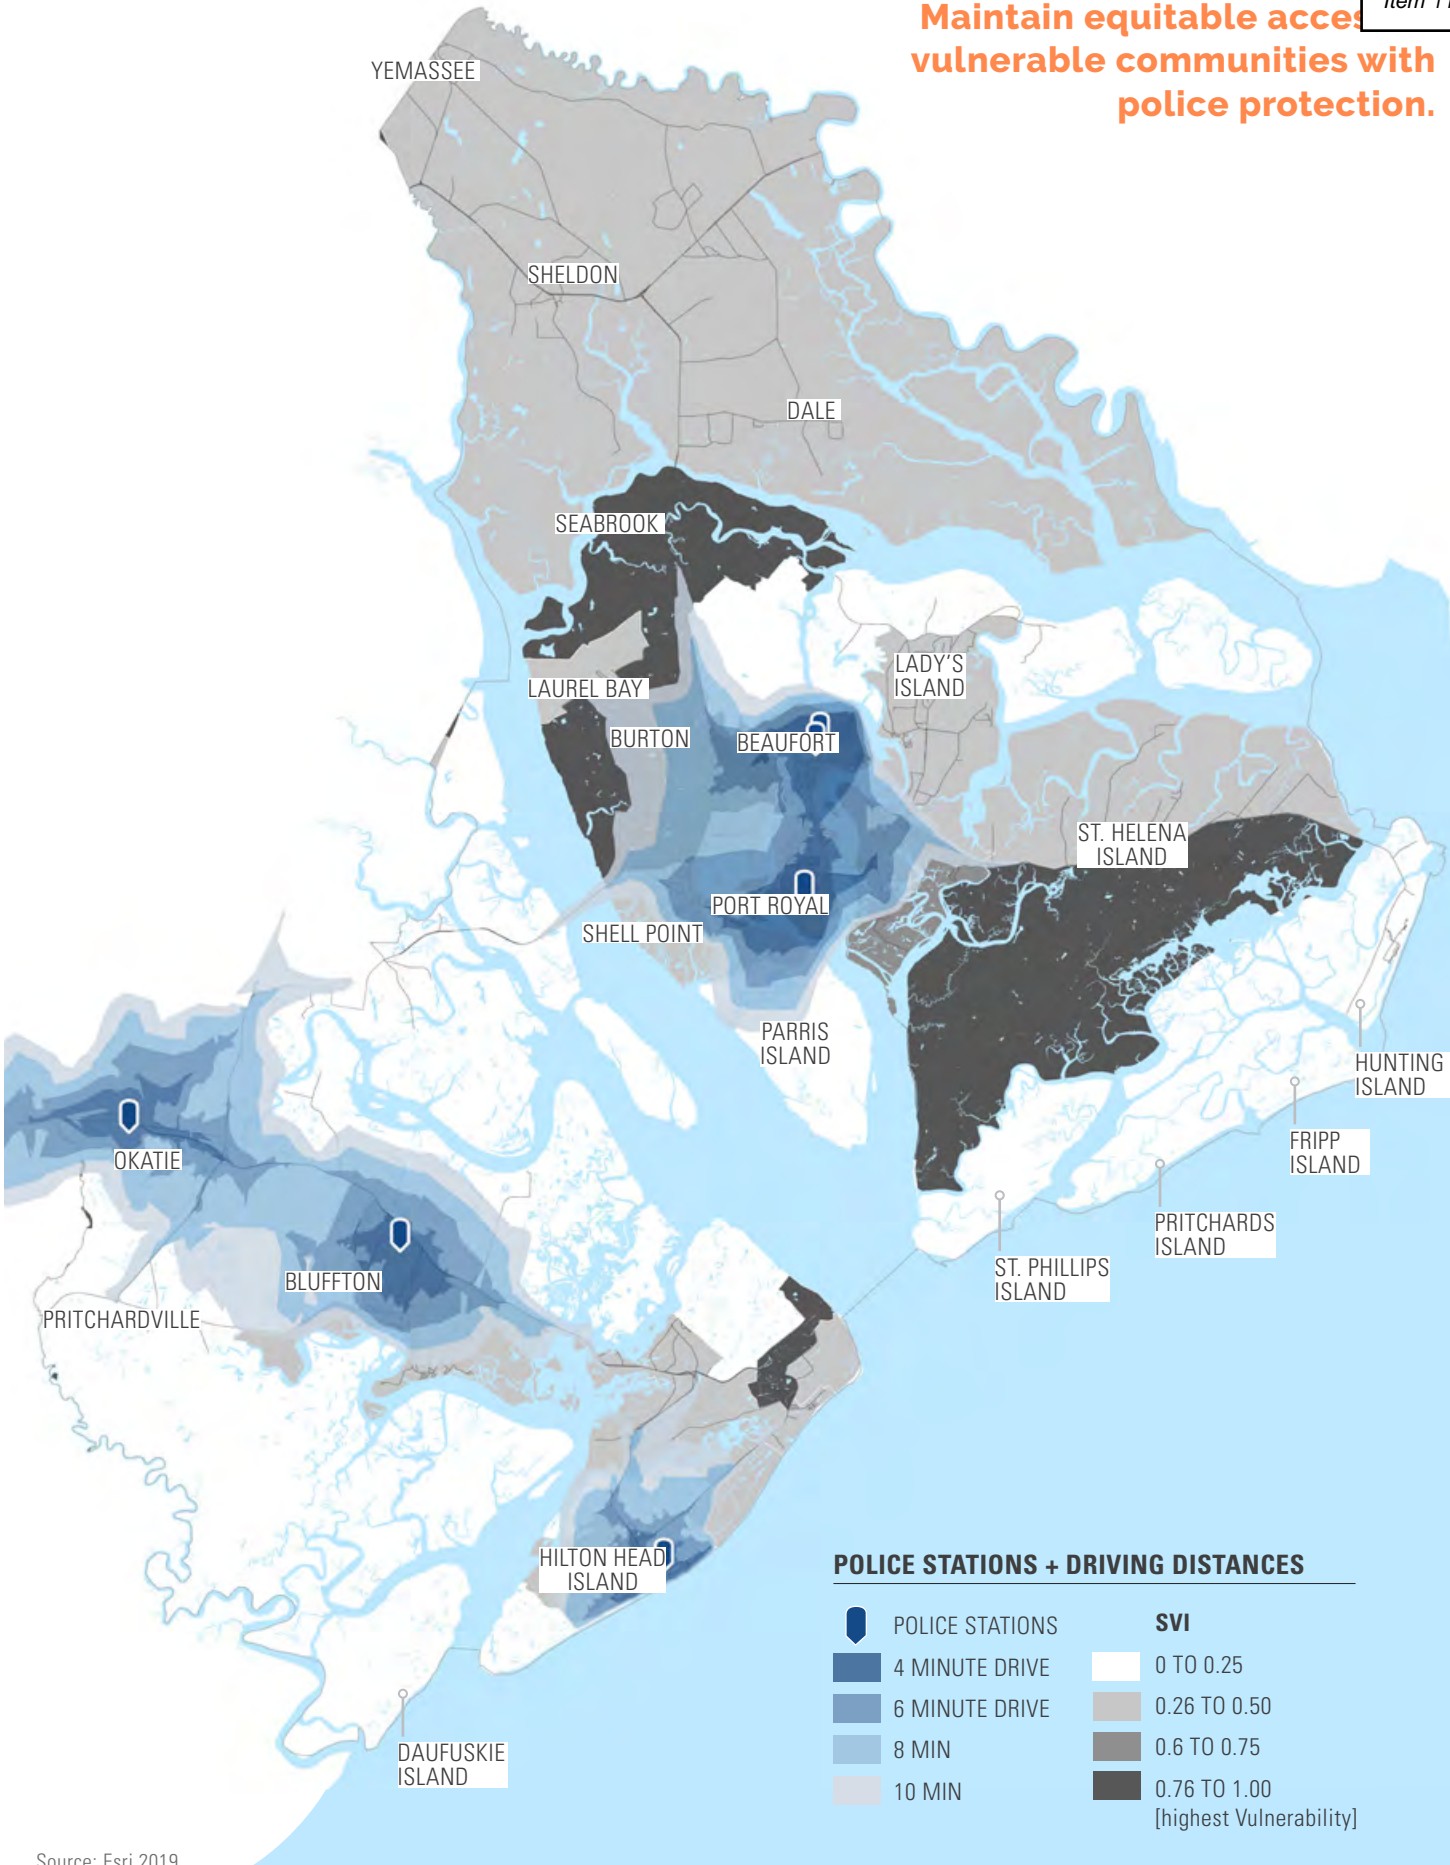 Item 11
Maintain equitable acces
vulnerable communities with
police protection.
YEMASSEE
SHELDON
DALE
SEABROOK
LADY'S
ISLAND
LAUREL BAY
BURTON
BEAUFORT
ST. HELENA
ISLAND
PORT ROYAL
SHELL POINT
PARRIS
ISLAND
HUNTING
ISLAND
FRIPP
ISLAND
OKATIE
PRITCHARDS
ISLAND
ST. PHILLIPS
ISLAND
BLUFFTON
PRITCHARDVILLE
HILTON HEAD
ISLAND
DAUFUSKIE
ISLAND
POLICE STATIONS + DRIVING DISTANCES
POLICE STATIONS
4 MINUTE DRIVE
6 MINUTE DRIVE
8 MIN
10 MIN
SVI
0 TO 0.25
0.26 TO 0.50
0.6 TO 0.75
0.76 TO 1.00
[highest Vulnerability]
Source: Esri 2019